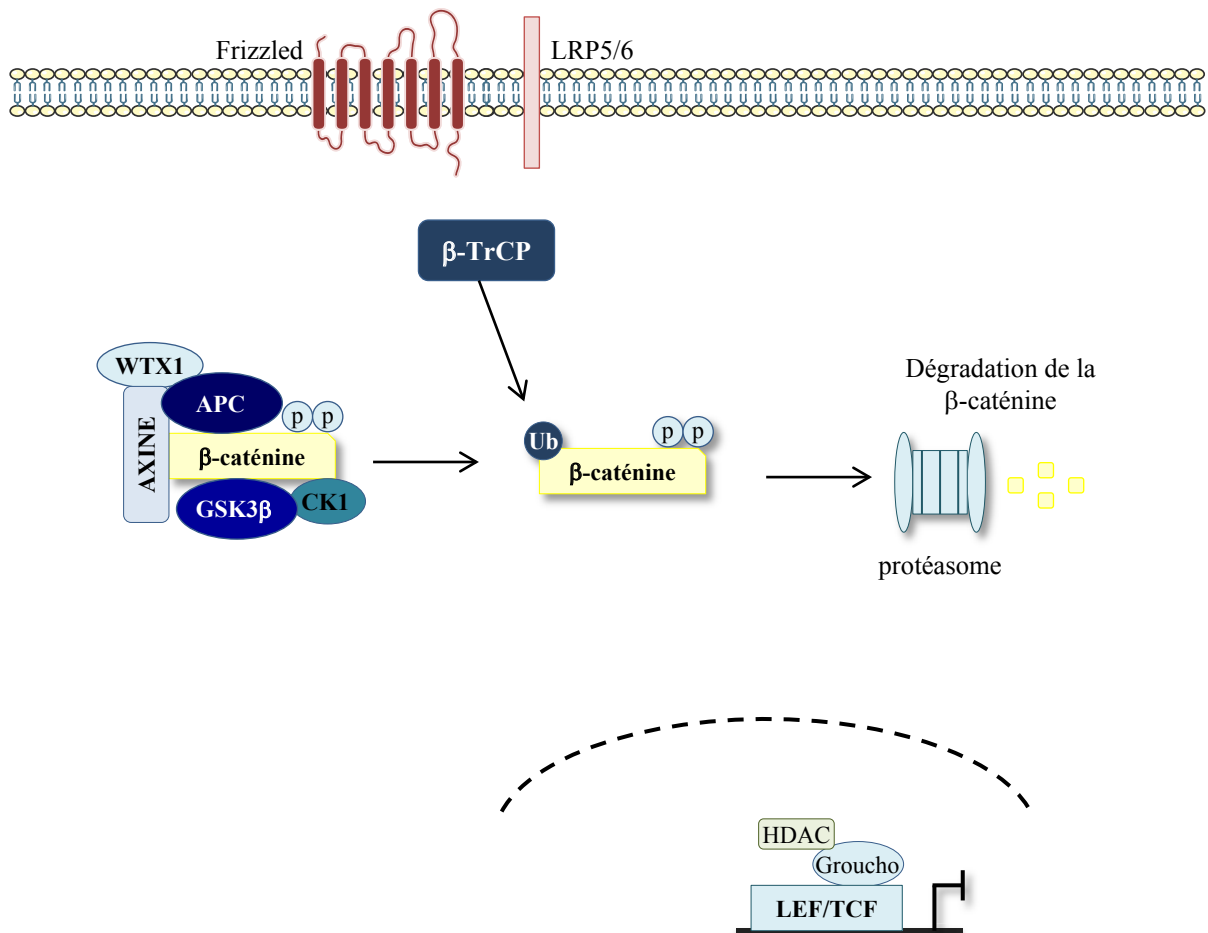 Frizzled
LRP5/6
β-TrCP
WTX1
APC
AXINE
p p
β-caténine
GSK3β
CK1
Ub
p p
β-caténine
Dégradation de la
β-caténine
protéasome
HDAC
Groucho
LEF/TCF